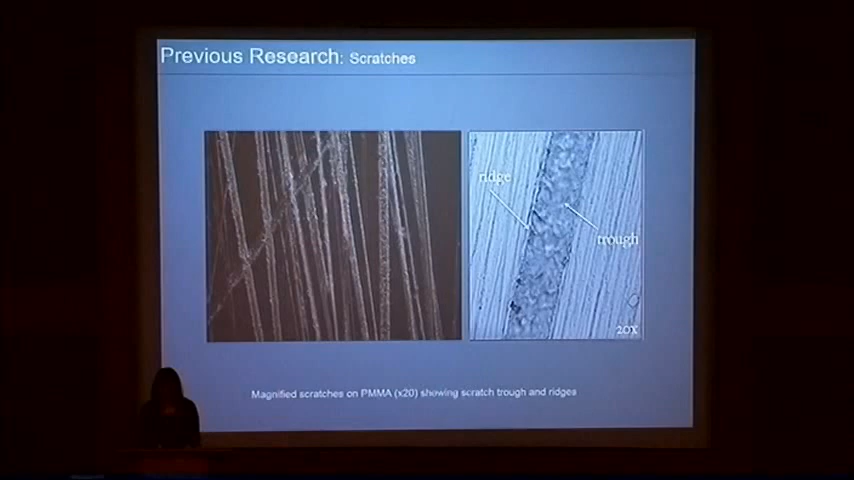 Previous Research: Scratches
ridge
trough
20X
Magnified scratches on PMMA (x20) showing scratch trough and ridges